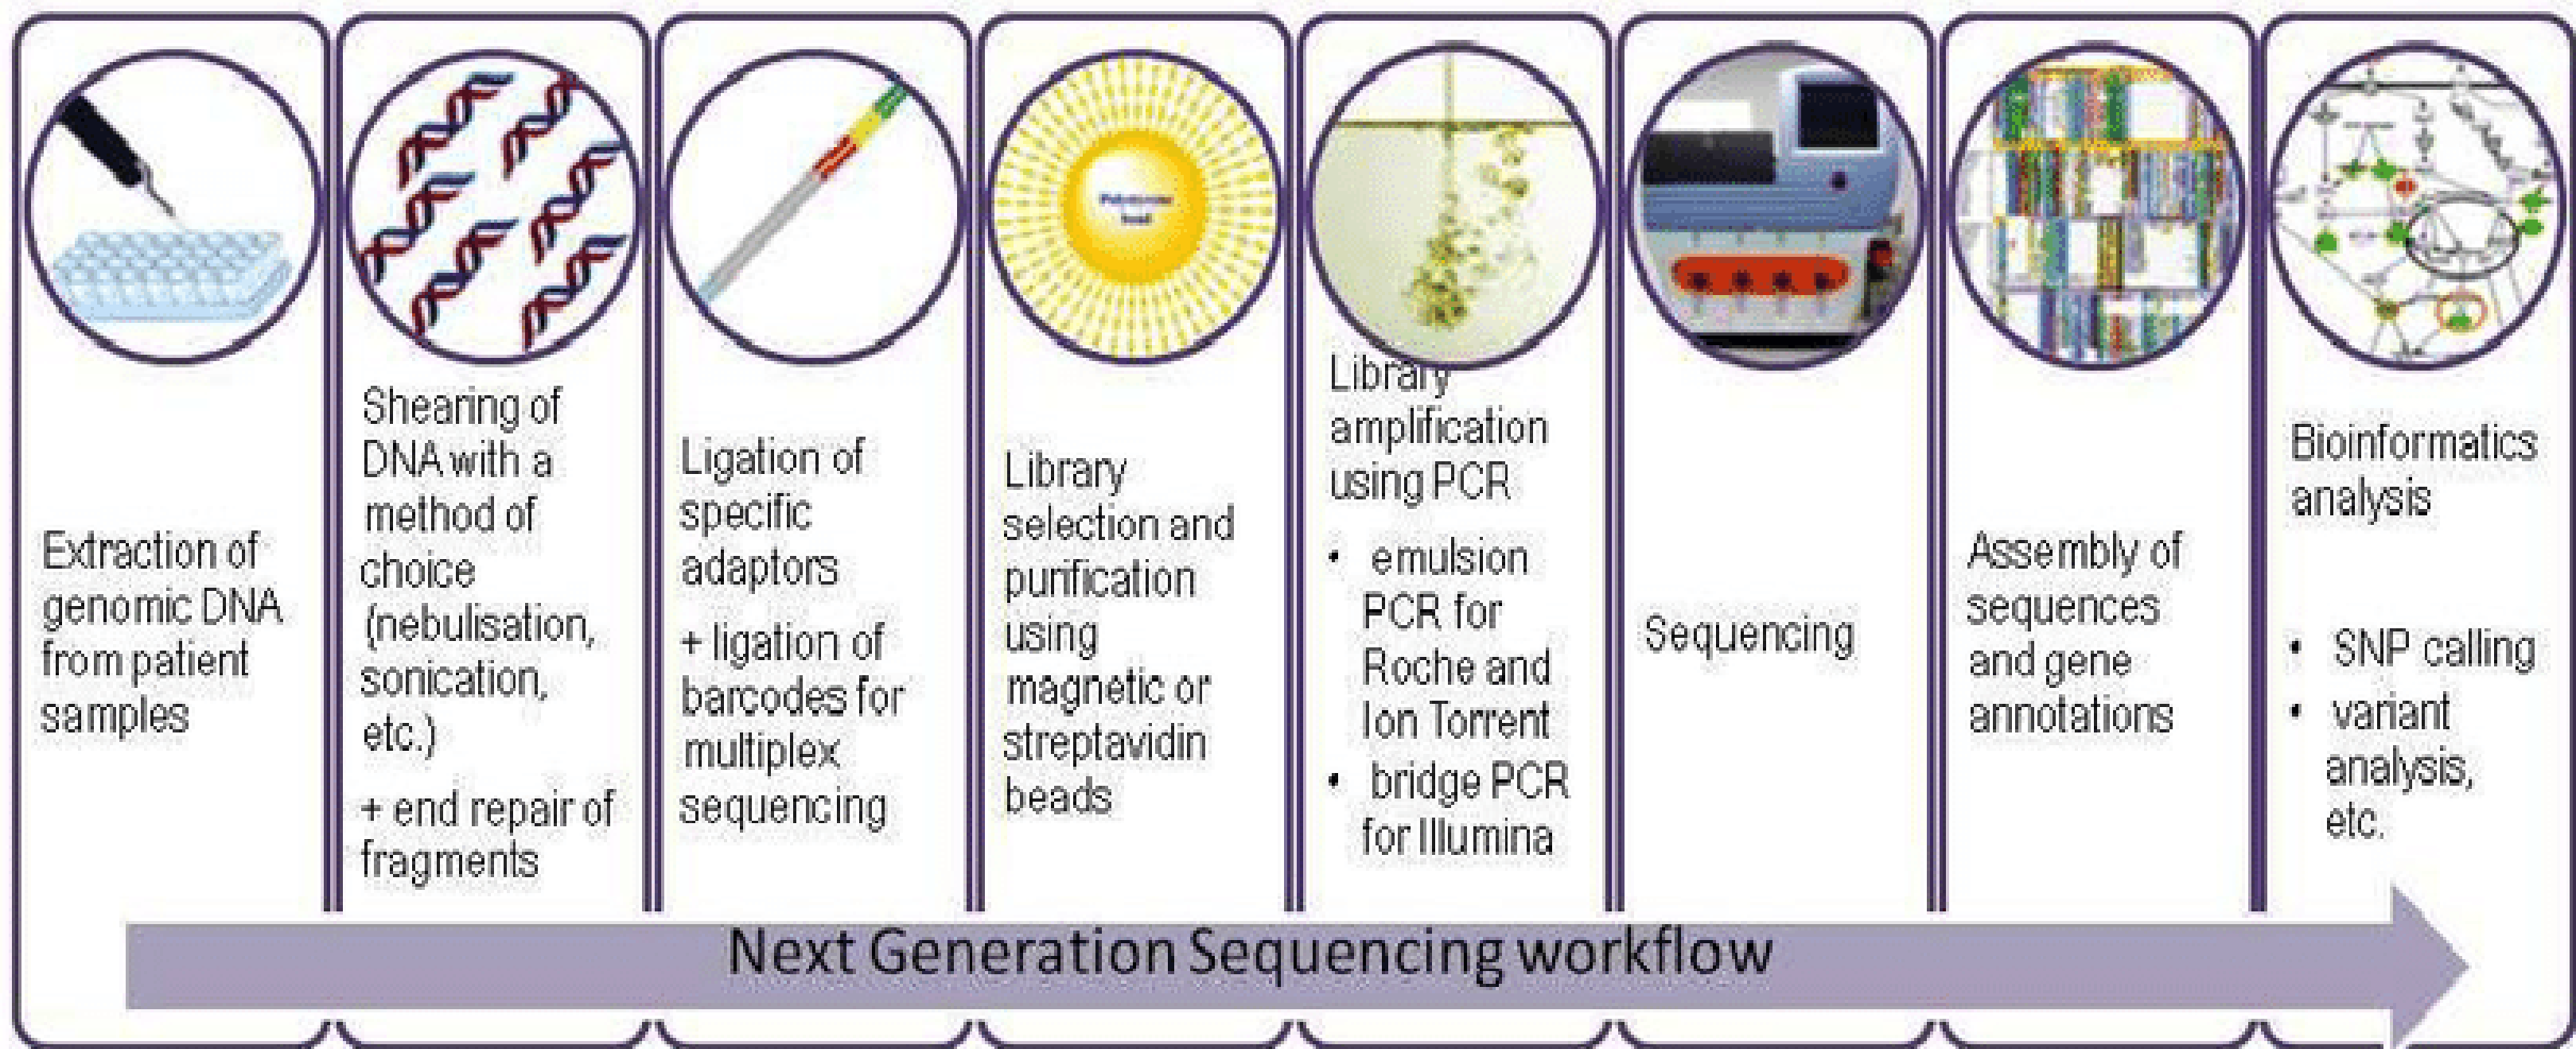 Extraction of
genomic DNA
from patient
samples
Shearing of
DNA with a
method of
choice
(nebulisation,
sonication,
etc.)
+ end repair of
fragments
Ligation of
specific
adaptors
+ ligation of
barcodes for
multiplex
sequencing
Library
selection and
purification
using
magnetic or
streptavidin
beads
Library
amplification
using PCR
• emulsion
PCR for
Roche and
Ion Torrent
• bridge PCR
for Illumina
Sequencing
Assembly of
sequences
and gene
annotations
Bioinformatics
analysis
• SNP calling
• variant
analysis,
etc.
Next Generation Sequencing workflow